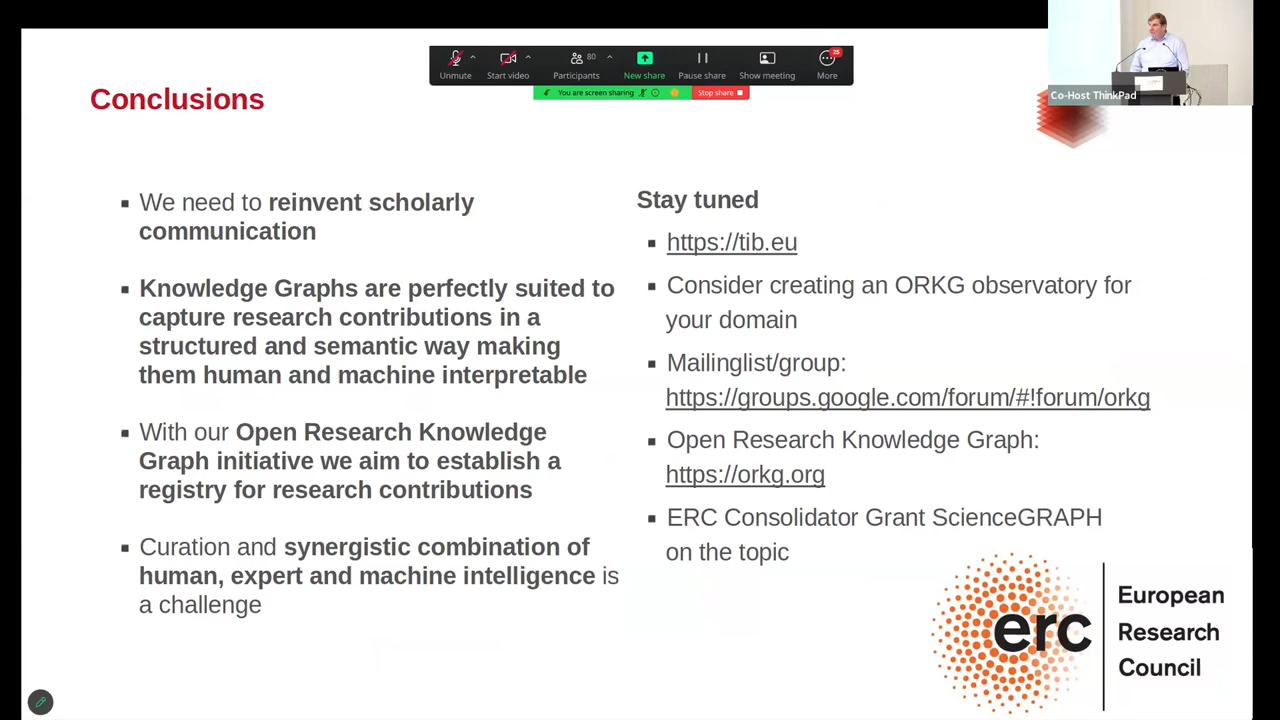 Unmute
Start video
80
Participants
New share
Pause share
Show meeting
25
More
You are screen sharing
Stop share
Co-Host ThinkPad
Conclusions
We need to reinvent scholarly
communication
Knowledge Graphs are perfectly suited to
capture research contributions in a
structured and semantic way making
them human and machine interpretable
With our Open Research Knowledge
Graph initiative we aim to establish a
registry for research contributions
Curation and synergistic combination of
human, expert and machine intelligence is
a challenge
Stay tuned
https://tib.eu
Consider creating an ORKG observatory for
your domain
Mailinglist/group:
https://groups.google.com/forum/#!forum/orkg
Open Research Knowledge Graph:
https://orkg.org
ERC Consolidator Grant ScienceGRAPH
on the topic
erc
European
Research
Council